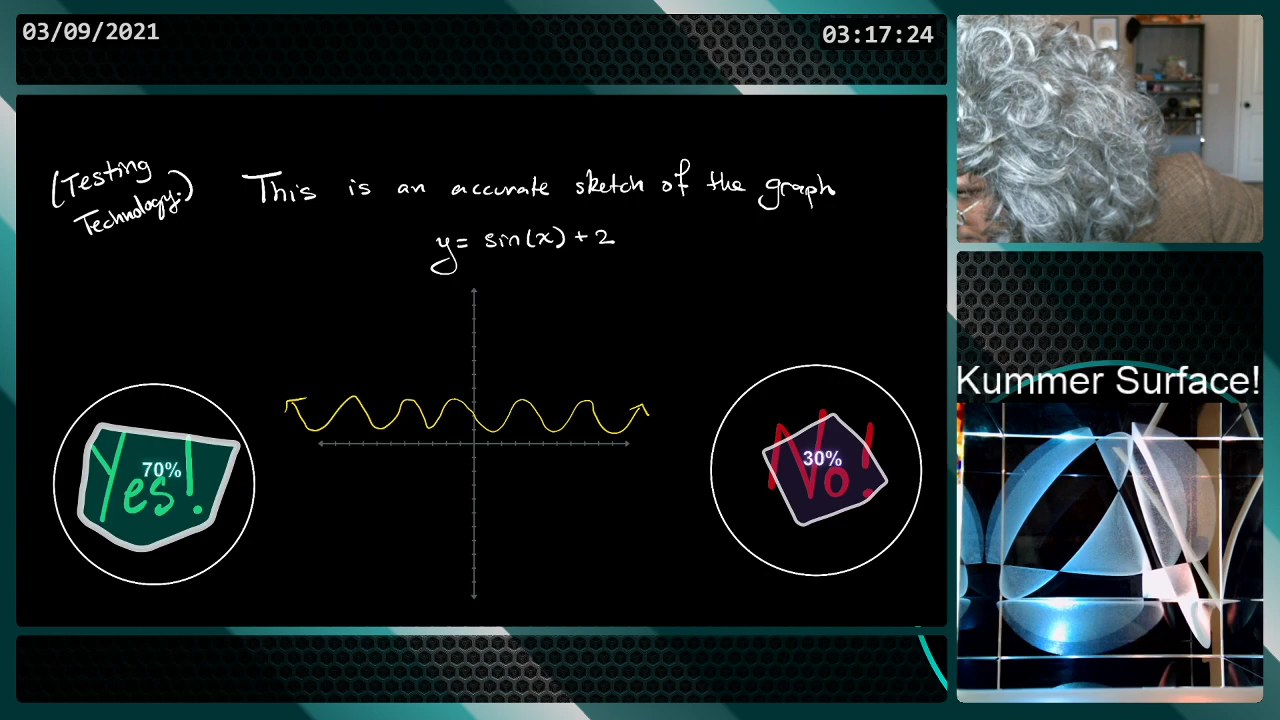 03/09/2021
03:17:24
(Testing
Technology.)
This is an accurate sketch of the graph
y= sin(x) + 2
Yes!
70%
No!
30%
Kummer Surface!